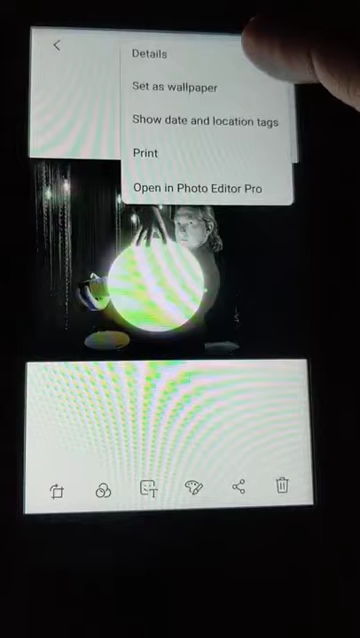 Details
Set as wallpaper
Show date and location tags
Print
Open in Photo Editor Pro
T